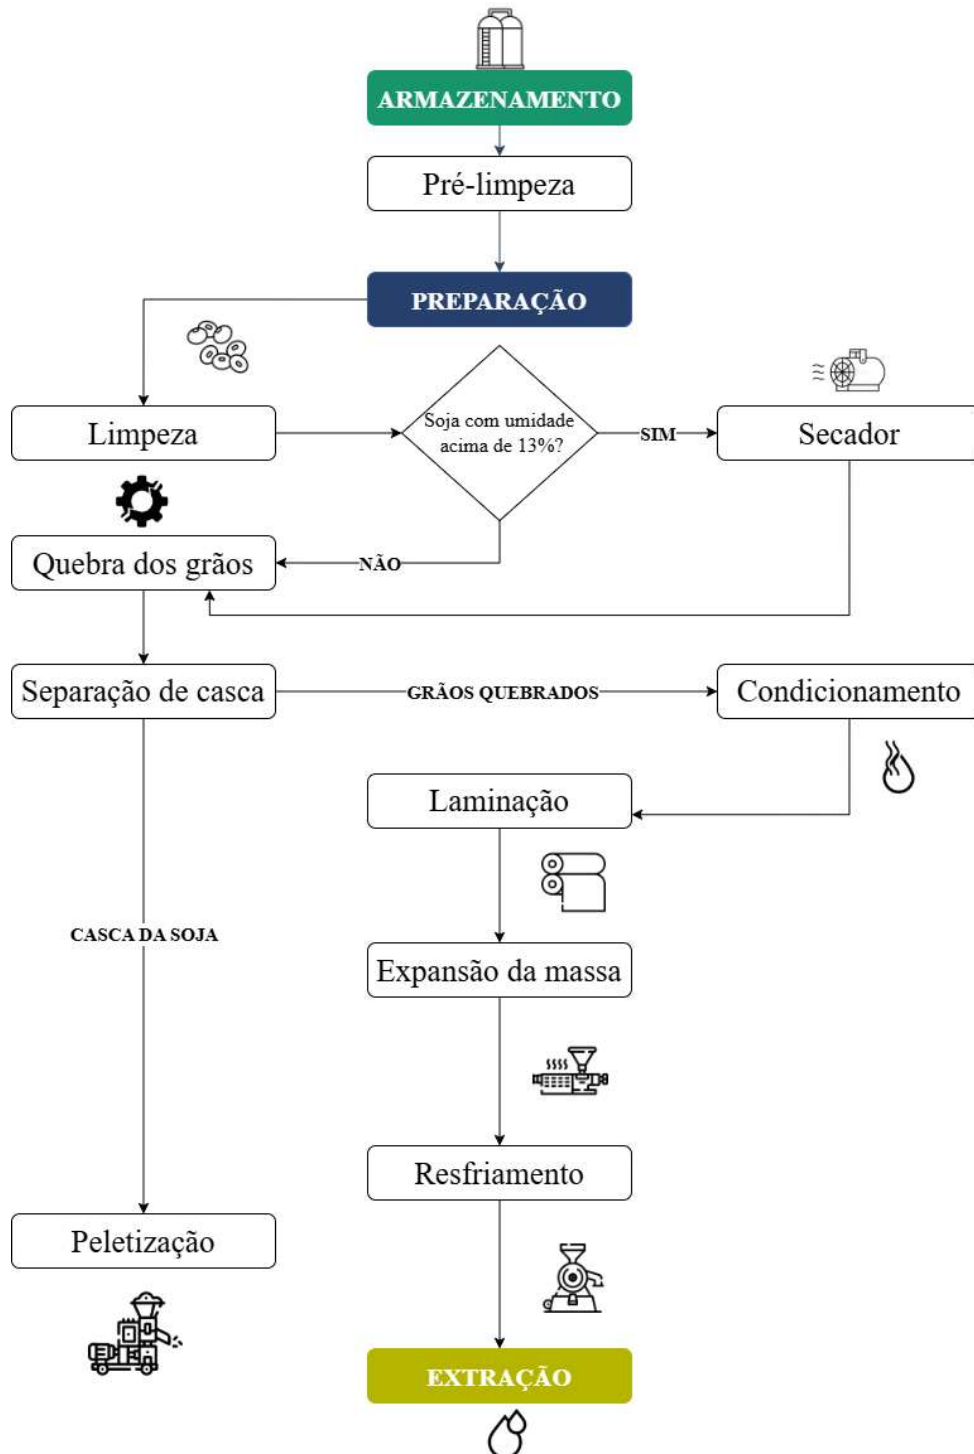 ARMAZENAMENTO
Pré-limpeza
PREPARAÇÃO
Limpeza
Soja com umidade
acima de 13%?
SIM
Secador
Quebra dos grãos
NÃO
Separação de casca
GRÃOS QUEBRADOS
Condicionamento
Laminação
CASCA DA SOJA
Expansão da massa
Resfriamento
Peletização
EXTRAÇÃO